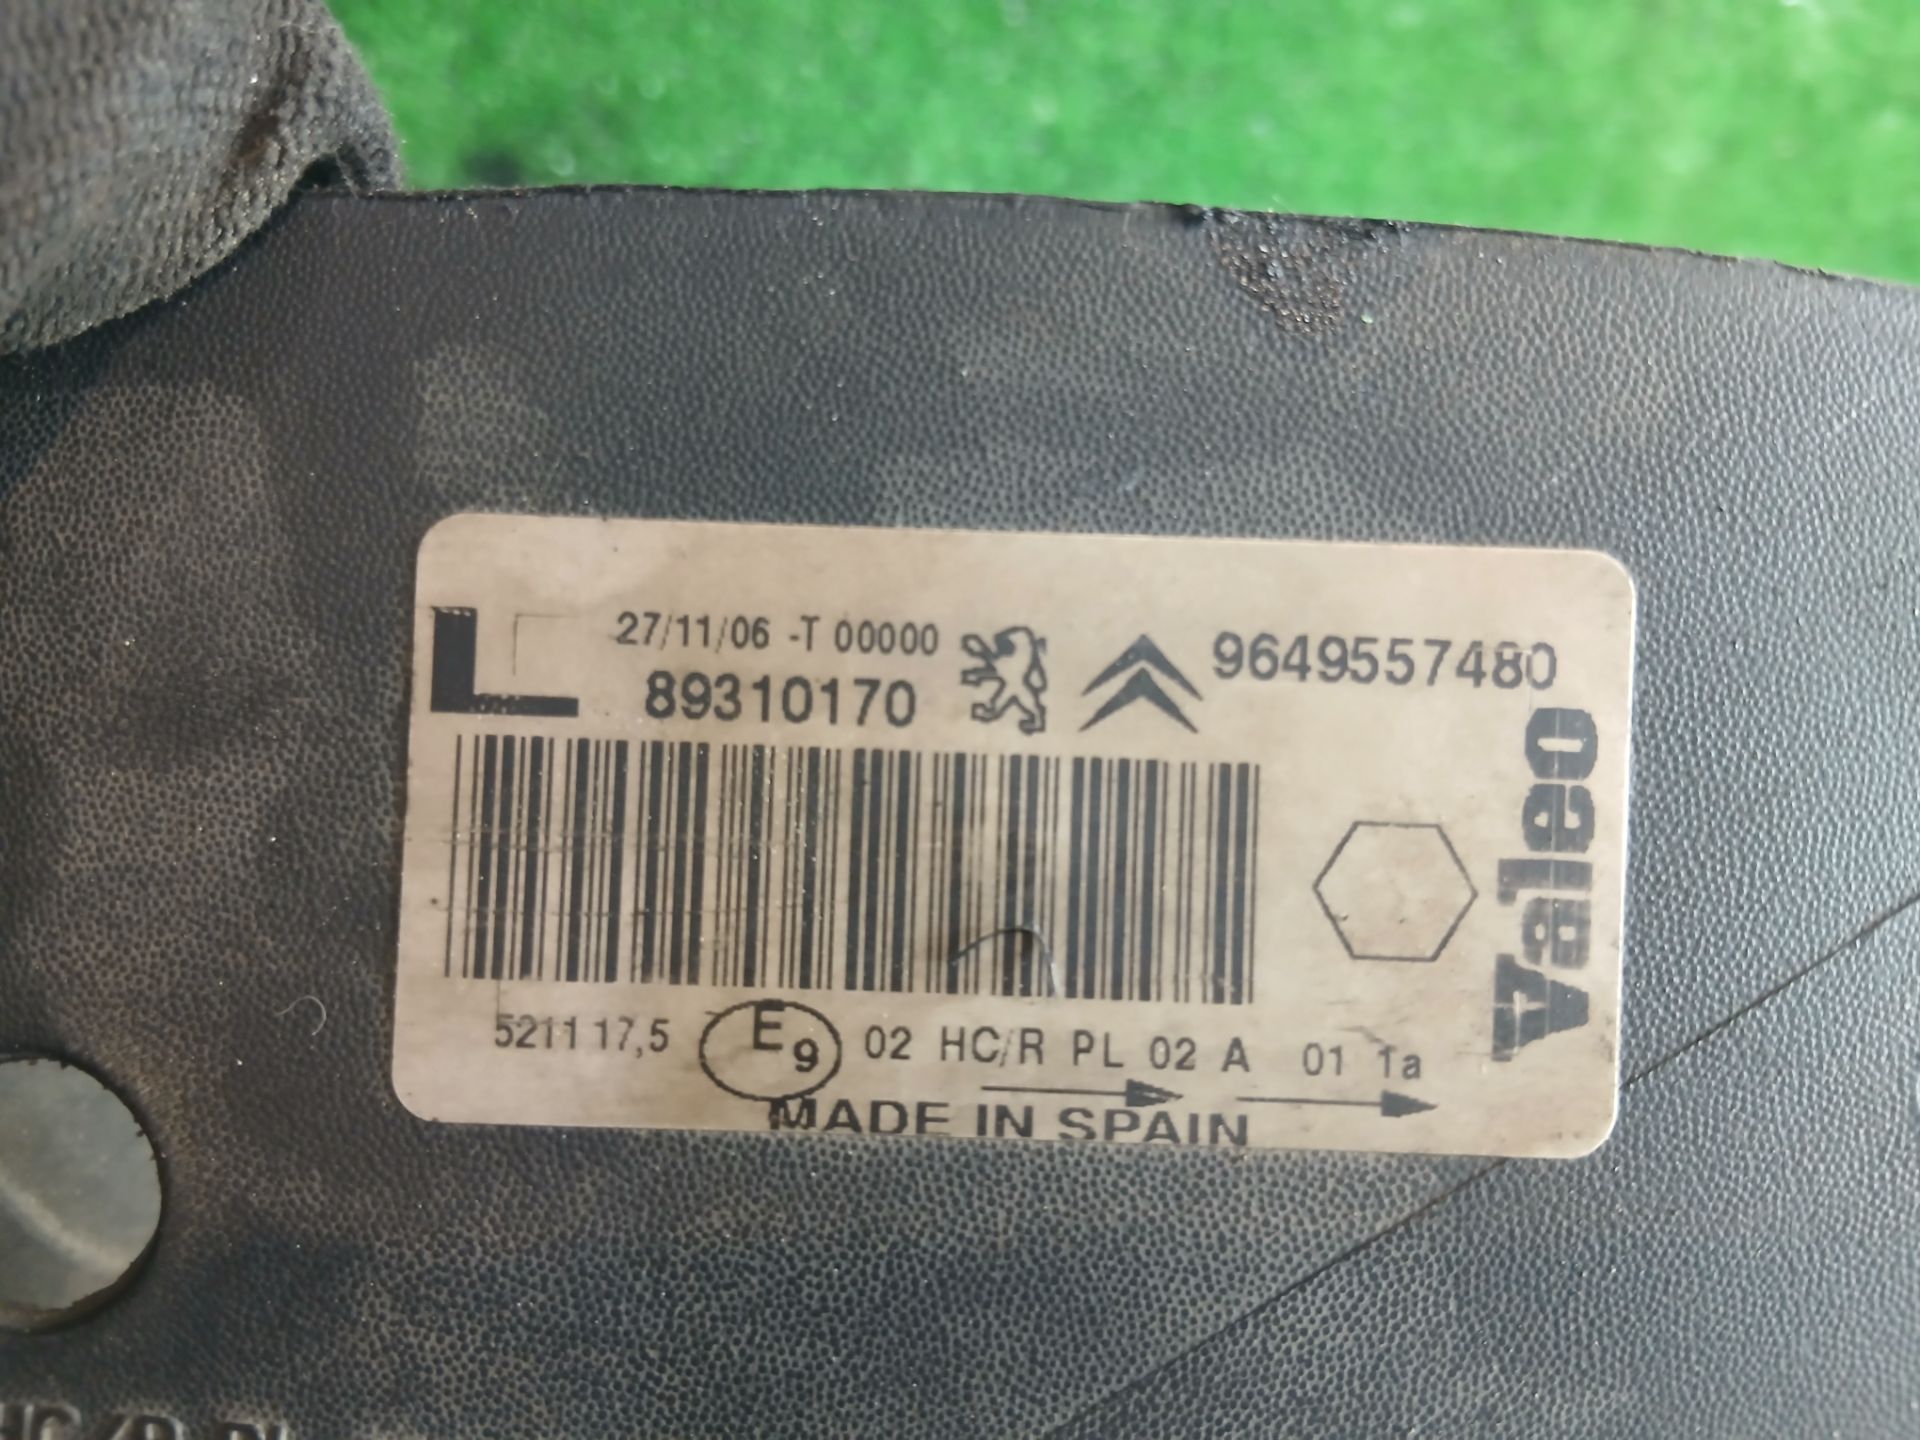 L
27/11/06 -T 00000
89310170
9649557480
Valeo
5211 17,5 E9 02 HC/R PL 02 A 01 1a
MADE IN SPAIN